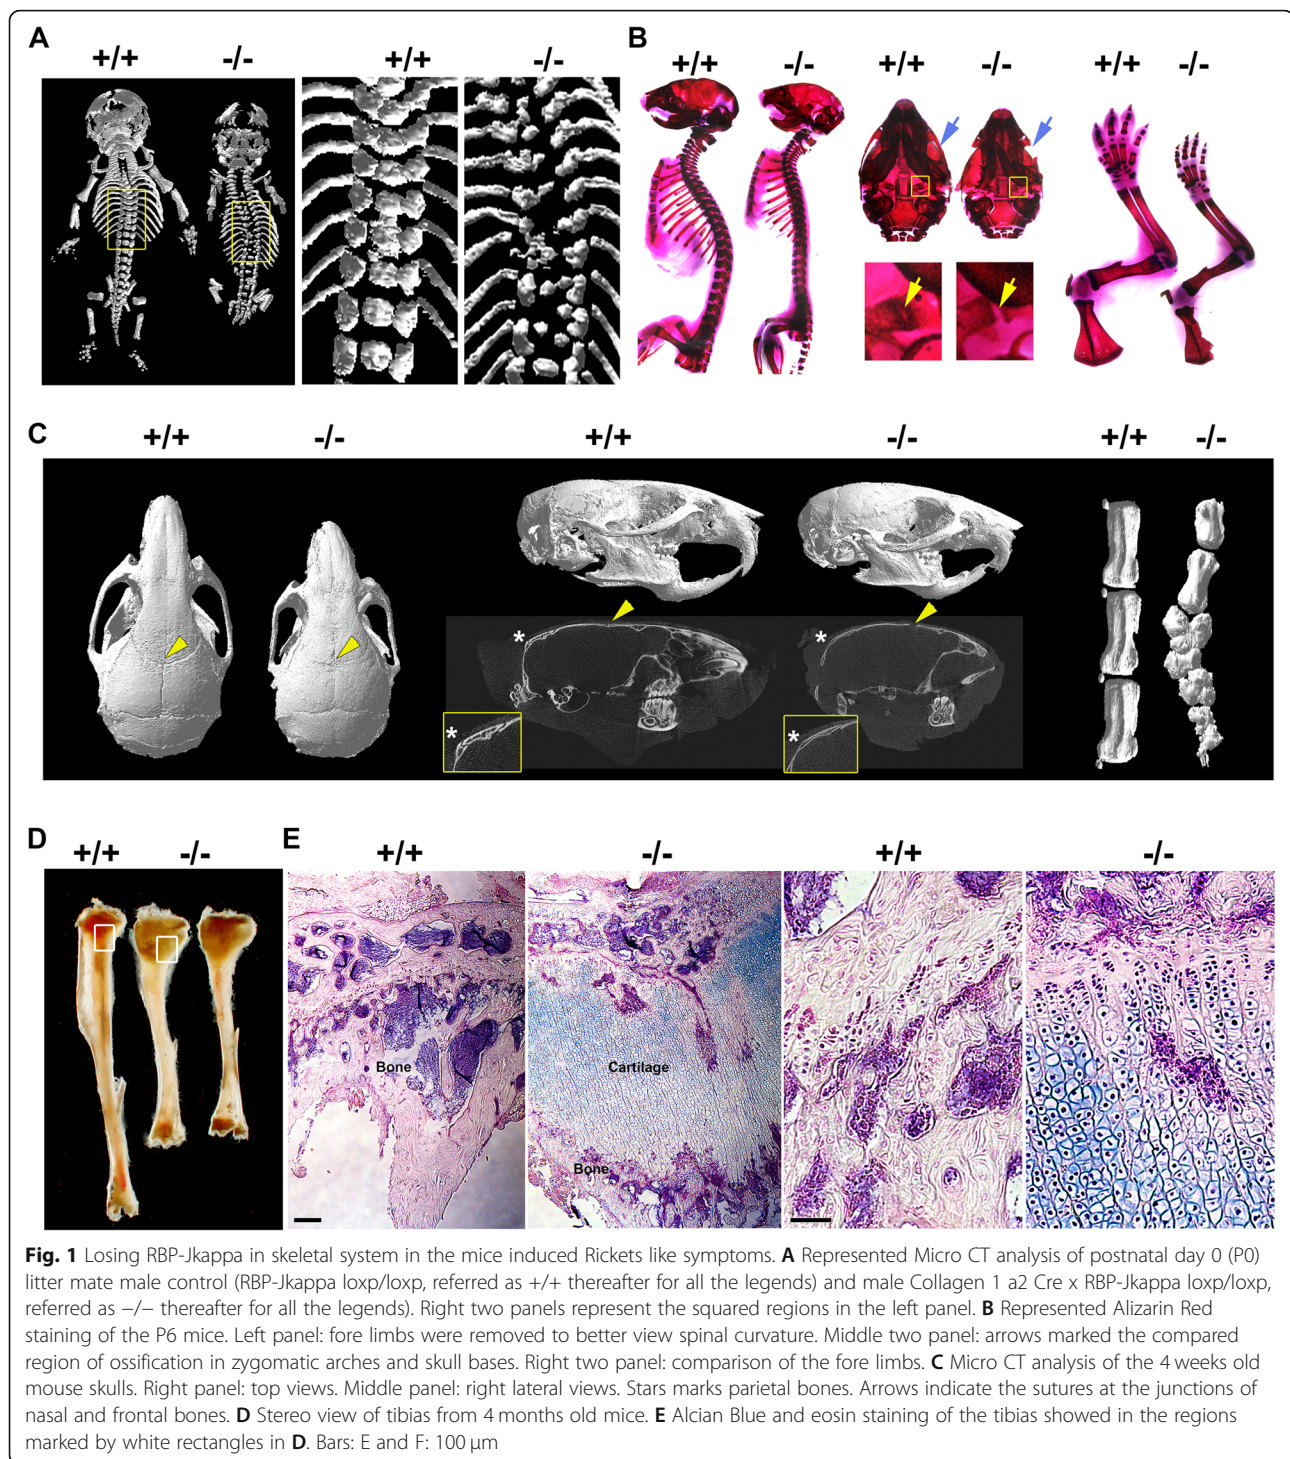 A
+/+
-/-
+/+
-/-
B
+/+
-/-
+/+
-/-
+/+
-/-
C
+/+
-/-
+/+
-/-
+/+
-/-
*
*
*
*
D
+/+
-/-
E
+/+
-/-
+/+
-/-
Bone
Cartilage
Bone
Fig. 1 Losing RBP-Jkappa in skeletal system in the mice induced Rickets like symptoms. A Represented Micro CT analysis of postnatal day 0 (P0)
litter mate male control (RBP-Jkappa loxp/loxp, referred as +/+ thereafter for all the legends) and male Collagen 1 a2 Cre x RBP-Jkappa loxp/loxp,
referred as −/− thereafter for all the legends). Right two panels represent the squared regions in the left panel. B Represented Alizarin Red
staining of the P6 mice. Left panel: fore limbs were removed to better view spinal curvature. Middle two panel: arrows marked the compared
region of ossification in zygomatic arches and skull bases. Right two panel: comparison of the fore limbs. C Micro CT analysis of the 4 weeks old
mouse skulls. Right panel: top views. Middle panel: right lateral views. Stars marks parietal bones. Arrows indicate the sutures at the junctions of
nasal and frontal bones. D Stereo view of tibias from 4 months old mice. E Alcian Blue and eosin staining of the tibias showed in the regions
marked by white rectangles in D. Bars: E and F: 100 μm